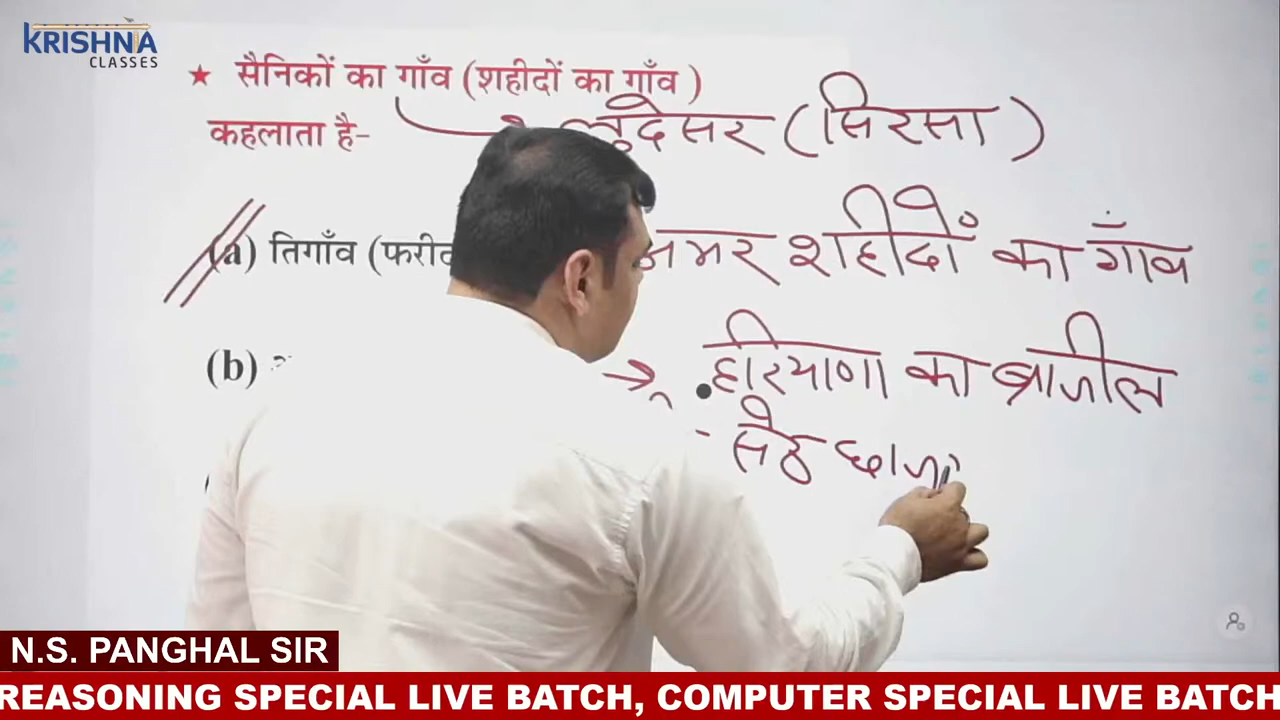 KRISHNA
CLASSES
★ सैनिकों का गाँव (शहीदों का गाँव )
कहलाता है- लुदेसर (सिरसा)
(a) तिगाँव (फरी अमर शहीदों का गाँव
(b) → हरियाणा का ब्राजील
- सेठ छाज
N.S. PANGHAL SIR
REASONING SPECIAL LIVE BATCH, COMPUTER SPECIAL LIVE BATCH